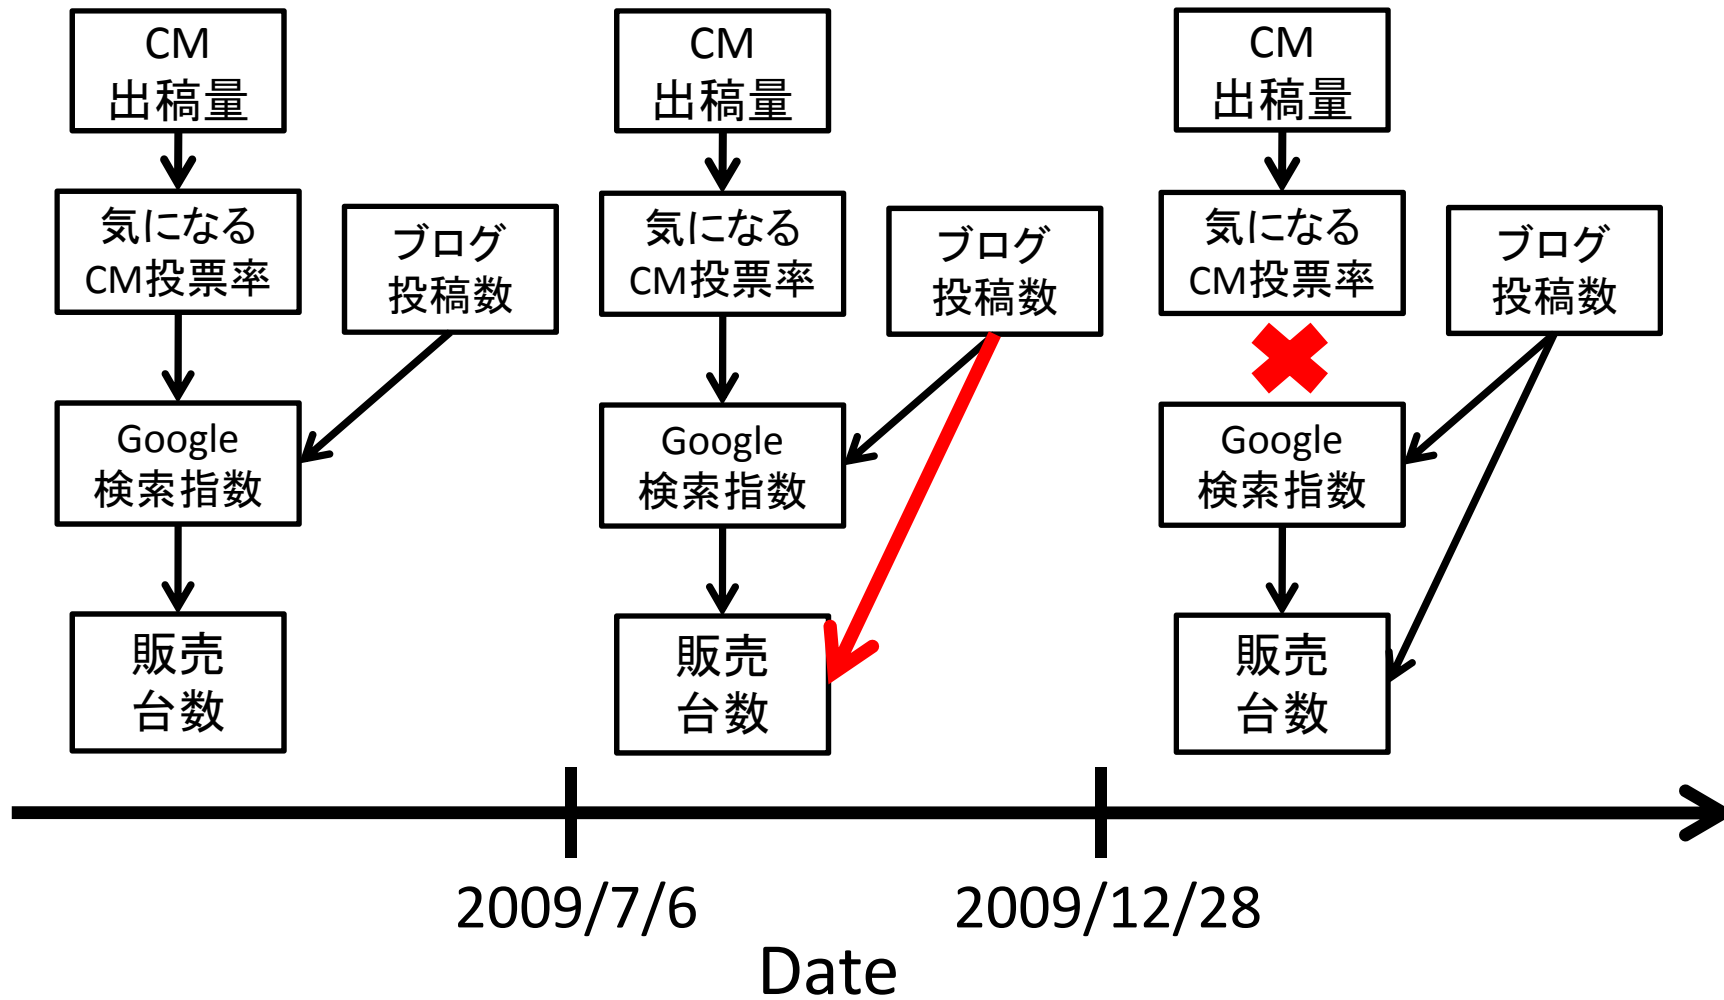 CM
出稿量
気になる
CM投票率
ブログ
投稿数
Google
検索指数
販売
台数
CM
出稿量
気になる
CM投票率
ブログ
投稿数
Google
検索指数
販売
台数
CM
出稿量
気になる
CM投票率
ブログ
投稿数
Google
検索指数
販売
台数
2009/7/6
2009/12/28
Date